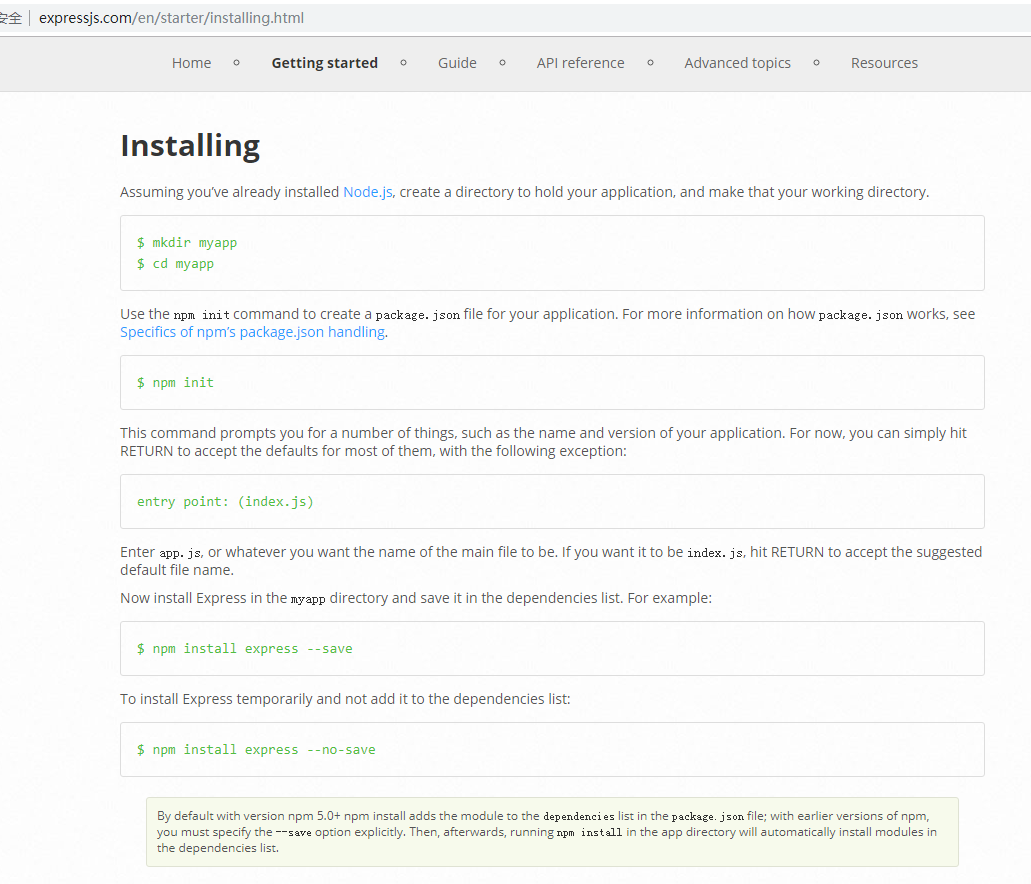 安全 expressjs.com/en/starter/installing.html
Home Getting started Guide API reference Advanced topics Resources
Installing
Assuming you’ve already installed Node.js, create a directory to hold your application, and make that your working directory.
$ mkdir myapp
$ cd myapp
Use the npm init command to create a package.json file for your application. For more information on how package.json works, see
Specifics of npm’s package.json handling.
$ npm init
This command prompts you for a number of things, such as the name and version of your application. For now, you can simply hit
RETURN to accept the defaults for most of them, with the following exception:
entry point: (index.js)
Enter app.js, or whatever you want the name of the main file to be. If you want it to be index.js, hit RETURN to accept the suggested
default file name.
Now install Express in the myapp directory and save it in the dependencies list. For example:
$ npm install express --save
To install Express temporarily and not add it to the dependencies list:
$ npm install express --no-save
By default with version npm 5.0+ npm install adds the module to the dependencies list in the package.json file; with earlier versions of npm,
you must specify the --save option explicitly. Then, afterwards, running npm install in the app directory will automatically install modules in
the dependencies list.